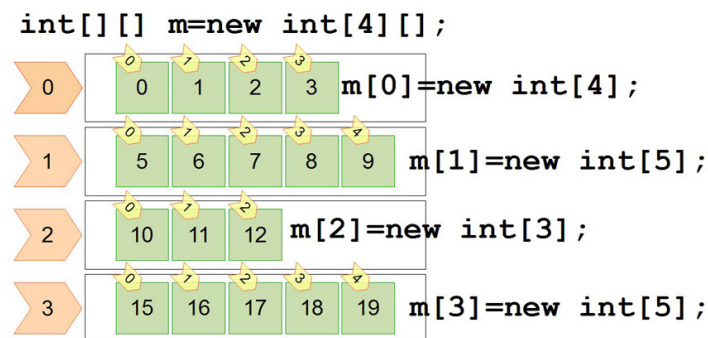 int[][] m=new int[4][];
0 1 2 3
0 0 1 2 3 m[0]=new int[4];
0 1 2 3 4
1 5 6 7 8 9 m[1]=new int[5];
0 1 2
2 10 11 12 m[2]=new int[3];
0 1 2 3 4
3 15 16 17 18 19 m[3]=new int[5];